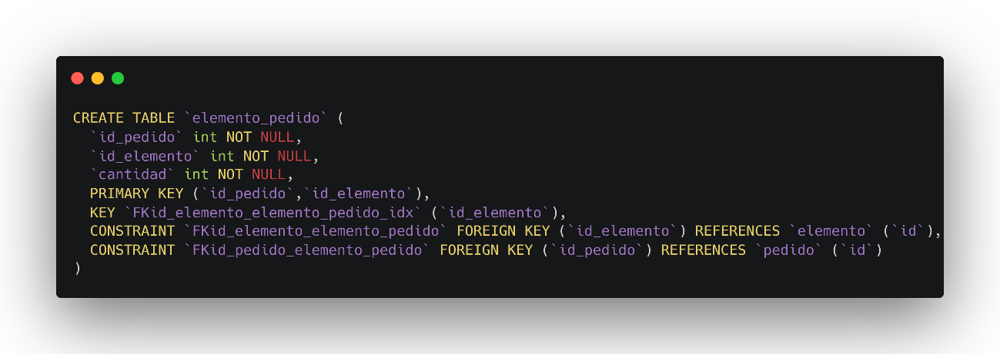 CREATE TABLE `elemento_pedido` (
  `id_pedido` int NOT NULL,
  `id_elemento` int NOT NULL,
  `cantidad` int NOT NULL,
  PRIMARY KEY (`id_pedido`,`id_elemento`),
  KEY `FKid_elemento_elemento_pedido_idx` (`id_elemento`),
  CONSTRAINT `FKid_elemento_elemento_pedido` FOREIGN KEY (`id_elemento`) REFERENCES `elemento` (`id`),
  CONSTRAINT `FKid_pedido_elemento_pedido` FOREIGN KEY (`id_pedido`) REFERENCES `pedido` (`id`)
)